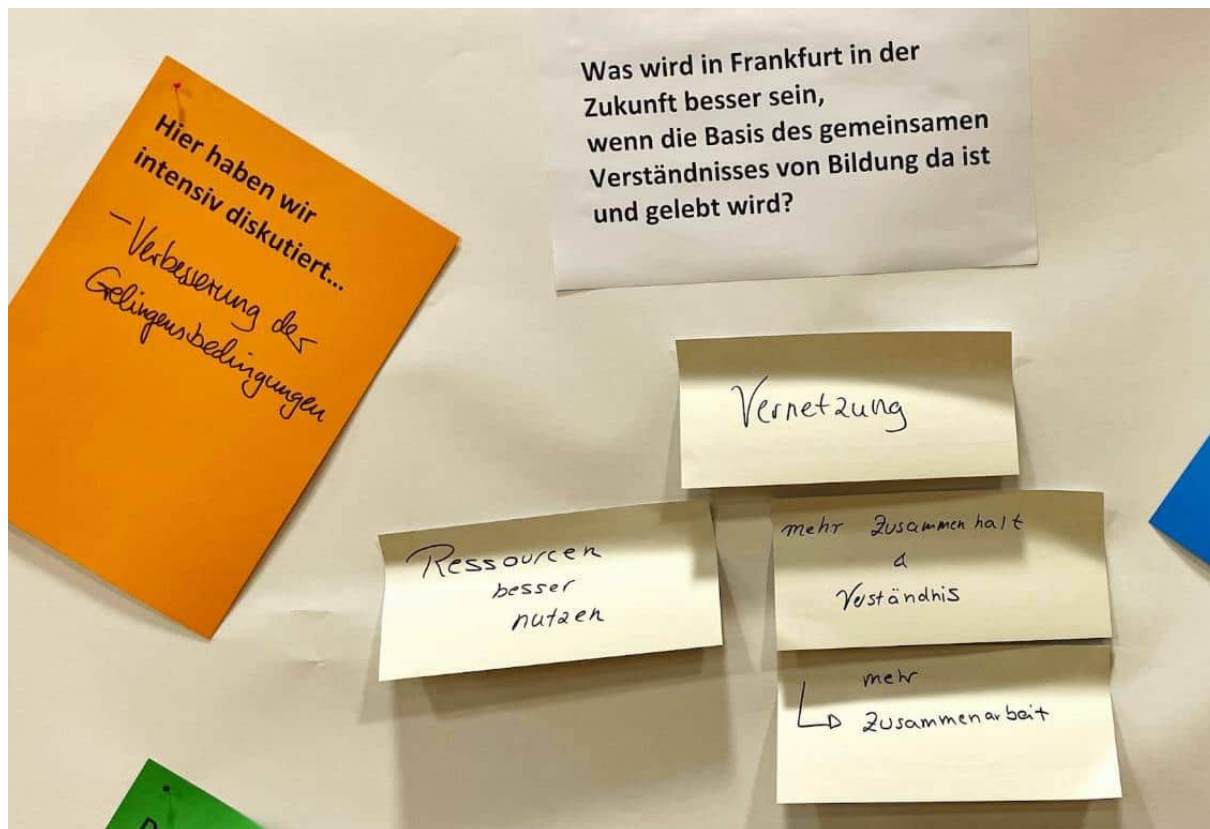 Hier haben wir
intensiv diskutiert...
- Verbesserung der
Gelingensbedingungen
Was wird in Frankfurt in der
Zukunft besser sein,
wenn die Basis des gemeinsamen
Verständnisses von Bildung da ist
und gelebt wird?
Vernetzung
Ressourcen
besser
nutzen
mehr Zusammenhalt
&
Verständnis
mehr
Zusammenarbeit